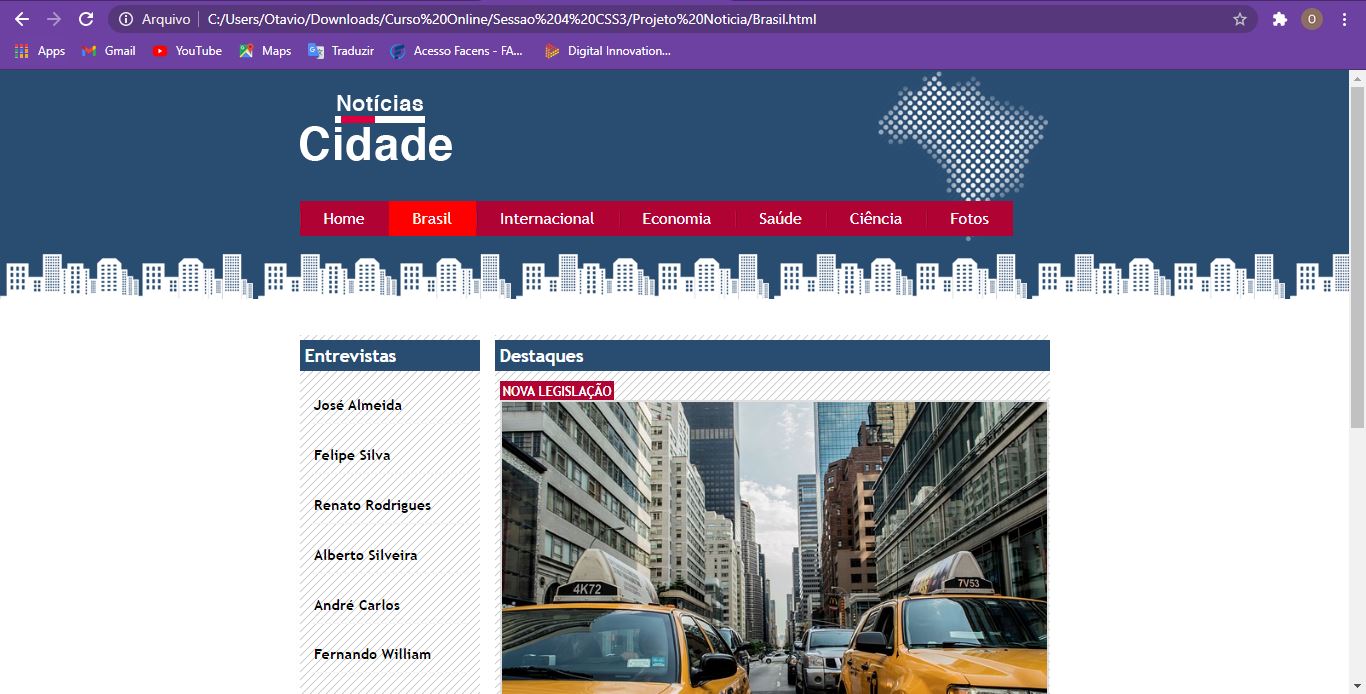 Arquivo C:/Users/Otavio/Downloads/Curso%20Online/Sessao%204%20CSS3/Projeto%20Noticia/Brasil.html O
Apps Gmail YouTube Maps Traduzir Acesso Facens - FA... Digital Innovation...
Notícias
Cidade
Home Brasil Internacional Economia Saúde Ciência Fotos
Entrevistas
José Almeida
Felipe Silva
Renato Rodrigues
Alberto Silveira
André Carlos
Fernando William
Destaques
NOVA LEGISLAÇÃO
4K72 7V53